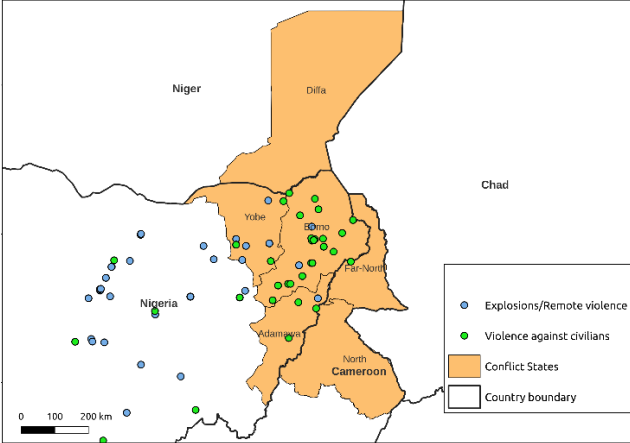 Niger
Diffa
Chad
Yobe
Borno
Far-North
Nigeria
Explosions/Remote violence
Violence against civilians
Adamawa
Conflict States
North
Cameroon
Country boundary
0 100 200 km